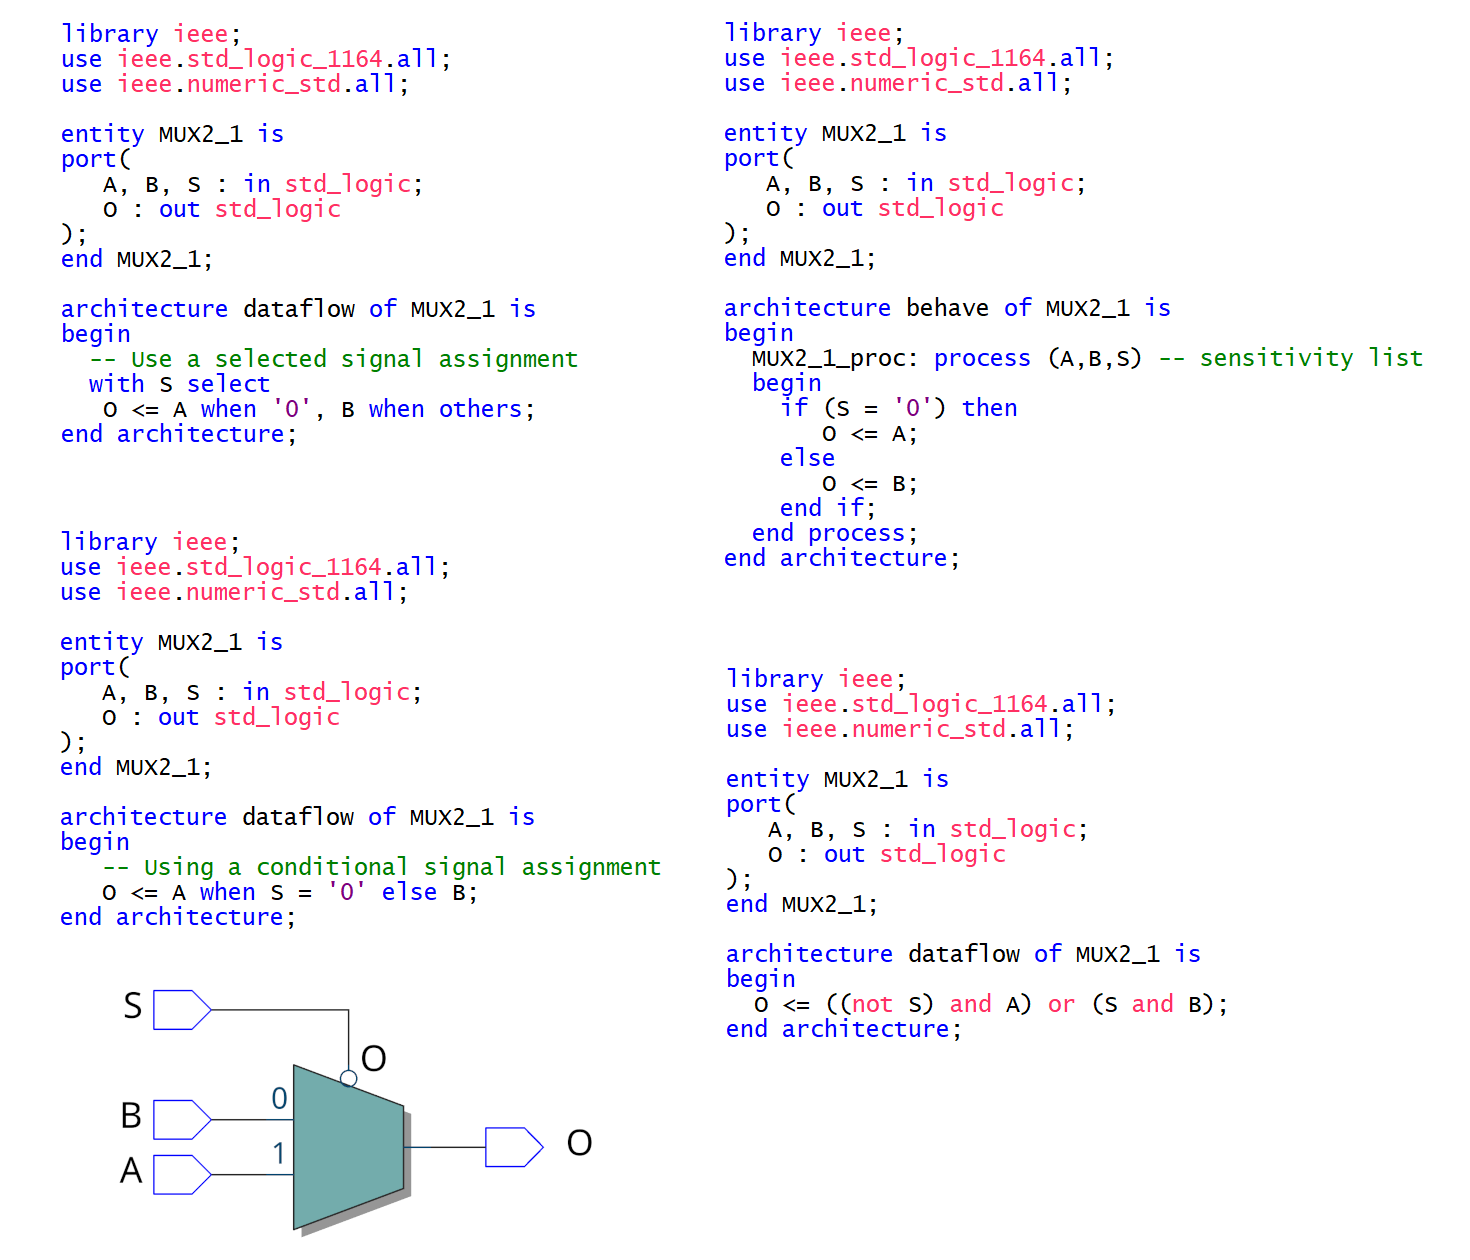 library ieee;
use ieee.std_logic_1164.all;
use ieee.numeric_std.all;

entity MUX2_1 is
port(
   A, B, S : in std_logic;
   O : out std_logic
);
end MUX2_1;

architecture dataflow of MUX2_1 is
begin
  -- Use a selected signal assignment
  with S select
   O <= A when '0', B when others;
end architecture;

library ieee;
use ieee.std_logic_1164.all;
use ieee.numeric_std.all;

entity MUX2_1 is
port(
   A, B, S : in std_logic;
   O : out std_logic
);
end MUX2_1;

architecture dataflow of MUX2_1 is
begin
   -- Using a conditional signal assignment
   O <= A when S = '0' else B;
end architecture;

S
O
B
0
1
A
O

library ieee;
use ieee.std_logic_1164.all;
use ieee.numeric_std.all;

entity MUX2_1 is
port(
   A, B, S : in std_logic;
   O : out std_logic
);
end MUX2_1;

architecture behave of MUX2_1 is
begin
  MUX2_1_proc: process (A,B,S) -- sensitivity list
  begin
    if (S = '0') then
       O <= A;
    else
       O <= B;
    end if;
  end process;
end architecture;

library ieee;
use ieee.std_logic_1164.all;
use ieee.numeric_std.all;

entity MUX2_1 is
port(
   A, B, S : in std_logic;
   O : out std_logic
);
end MUX2_1;

architecture dataflow of MUX2_1 is
begin
  O <= ((not S) and A) or (S and B);
end architecture;